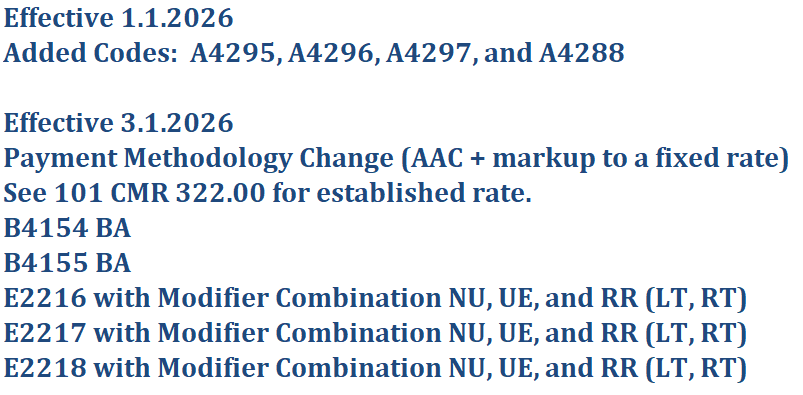 Effective 1.1.2026
Added Codes:  A4295, A4296, A4297, and A4288
Effective 3.1.2026
Payment Methodology Change (AAC + markup to a fixed rate)
See 101 CMR 322.00 for established rate.
B4154 BA
B4155 BA
E2216 with Modifier Combination NU, UE, and RR (LT, RT)
E2217 with Modifier Combination NU, UE, and RR (LT, RT)
E2218 with Modifier Combination NU, UE, and RR (LT, RT)